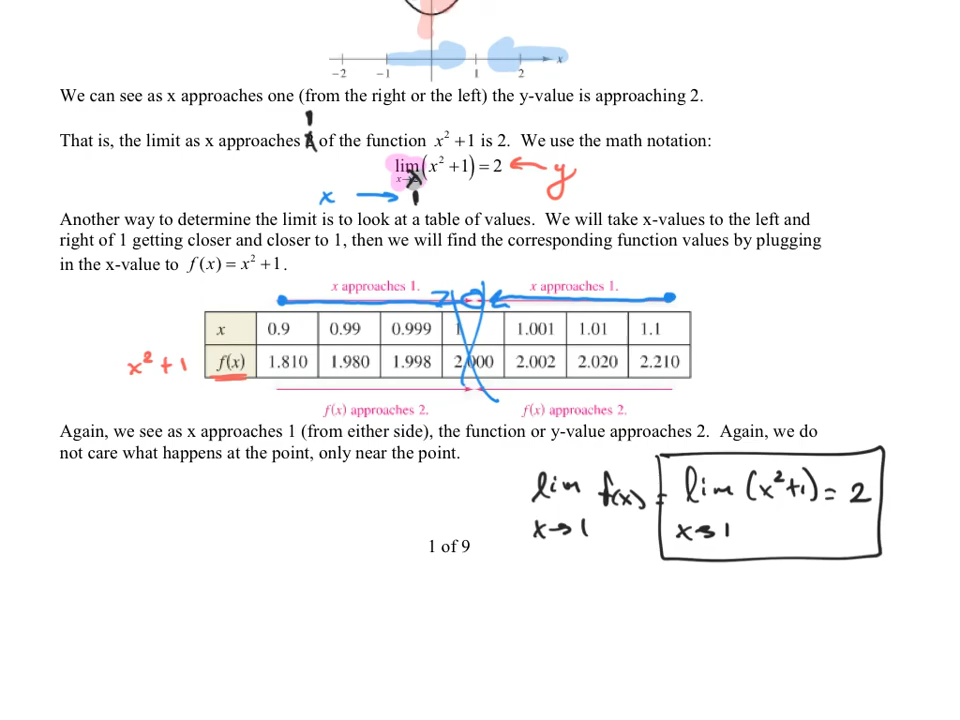 -2 -1 1 2 x
We can see as x approaches one (from the right or the left) the y-value is approaching 2.
1
That is, the limit as x approaches of the function x² +1 is 2. We use the math notation:
lim (x² +1) = 2 ← y
x → 1
Another way to determine the limit is to look at a table of values. We will take x-values to the left and
right of 1 getting closer and closer to 1, then we will find the corresponding function values by plugging
in the x-value to f(x) = x² +1.
x approaches 1. x approaches 1.
x 0.9 0.99 0.999 1 1.001 1.01 1.1
x²+1 f(x) 1.810 1.980 1.998 2.000 2.002 2.020 2.210
f(x) approaches 2. f(x) approaches 2.
Again, we see as x approaches 1 (from either side), the function or y-value approaches 2. Again, we do
not care what happens at the point, only near the point.
lim f(x) = lim (x²+1) = 2
x→1 x→1
1 of 9